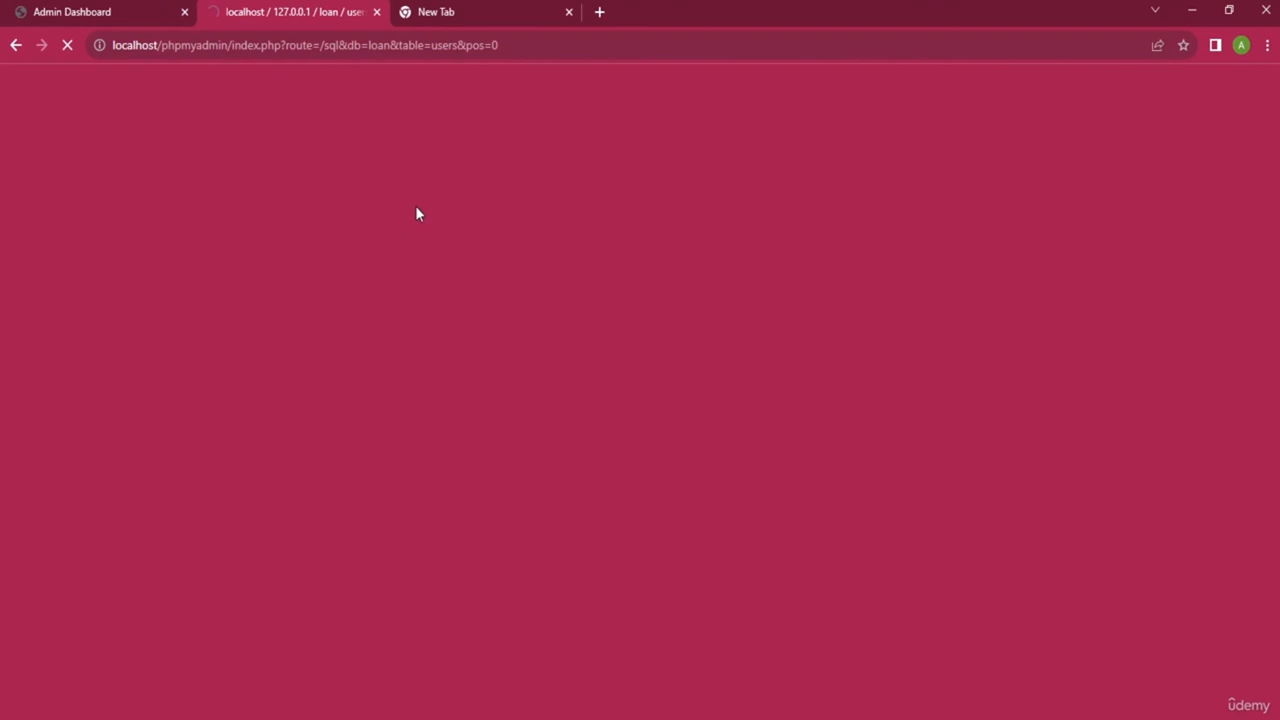 Admin Dashboard
localhost / 127.0.0.1 / loan / use
New Tab
localhost/phpmyadmin/index.php?route=/sql&db=loan&table=users&pos=0
A
ûdemy